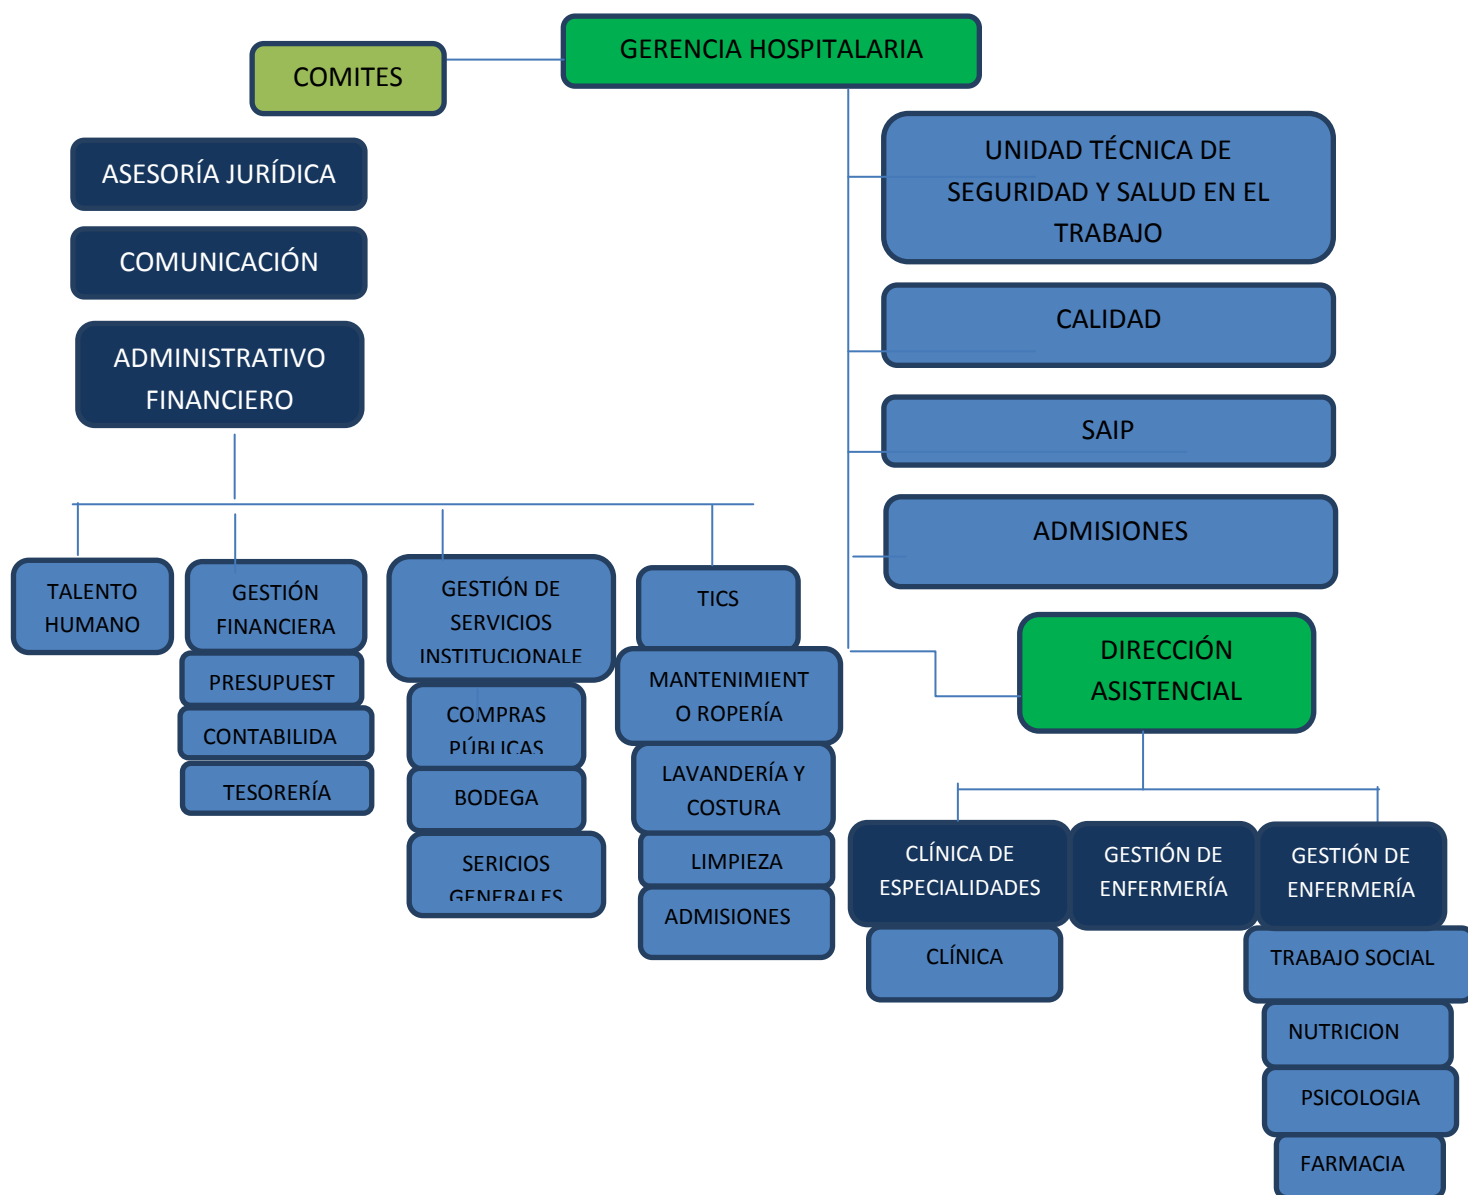 GERENCIA HOSPITALARIA
COMITES
ASESORÍA JURÍDICA
COMUNICACIÓN
ADMINISTRATIVO
FINANCIERO
UNIDAD TÉCNICA DE
SEGURIDAD Y SALUD EN EL
TRABAJO
CALIDAD
SAIP
ADMISIONES
TALENTO
HUMANO
GESTIÓN
FINANCIERA
PRESUPUEST
CONTABILIDA
TESORERÍA
GESTIÓN DE
SERVICIOS
INSTITUCIONALE
COMPRAS
PÚBLICAS
BODEGA
SERICIOS
GENERALES
TICS
MANTENIMIENT
O ROPERÍA
LAVANDERÍA Y
COSTURA
LIMPIEZA
ADMISIONES
DIRECCIÓN
ASISTENCIAL
CLÍNICA DE
ESPECIALIDADES
CLÍNICA
GESTIÓN DE
ENFERMERÍA
GESTIÓN DE
ENFERMERÍA
TRABAJO SOCIAL
NUTRICION
PSICOLOGIA
FARMACIA